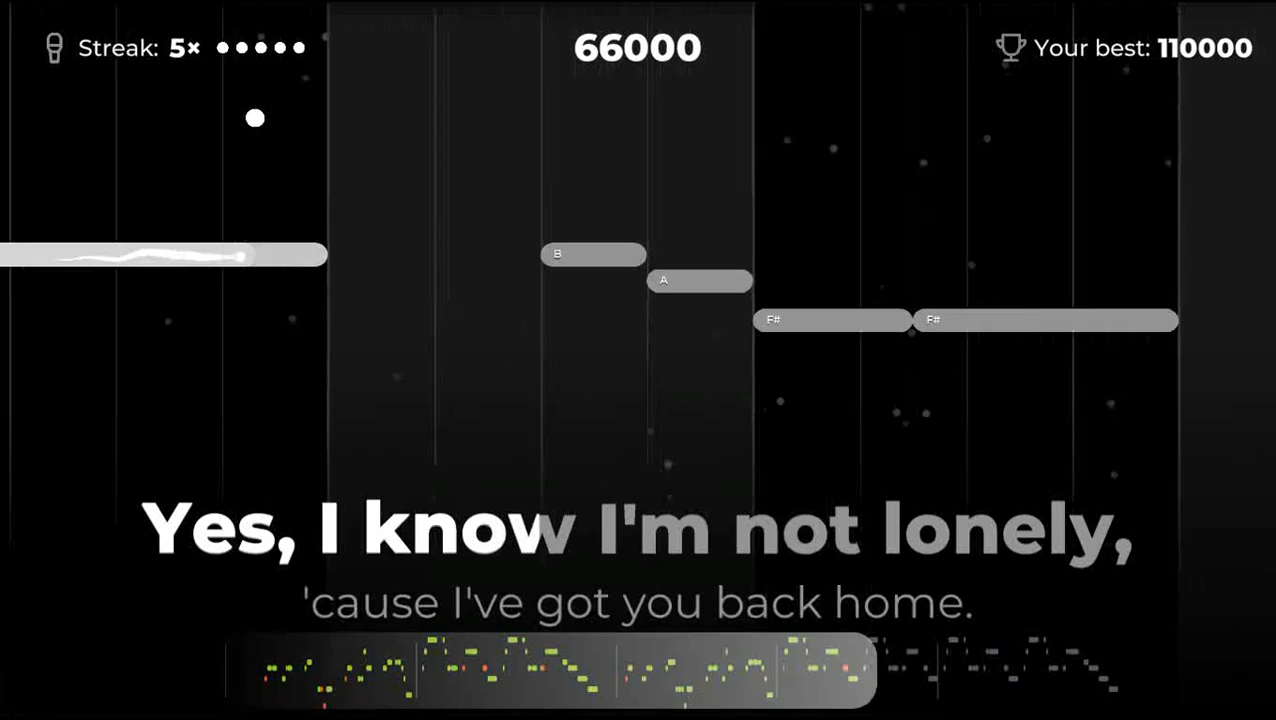 Streak: 5× 66000 Your best: 110000
B
A
F# F#
Yes, I know I'm not lonely,
'cause I've got you back home.